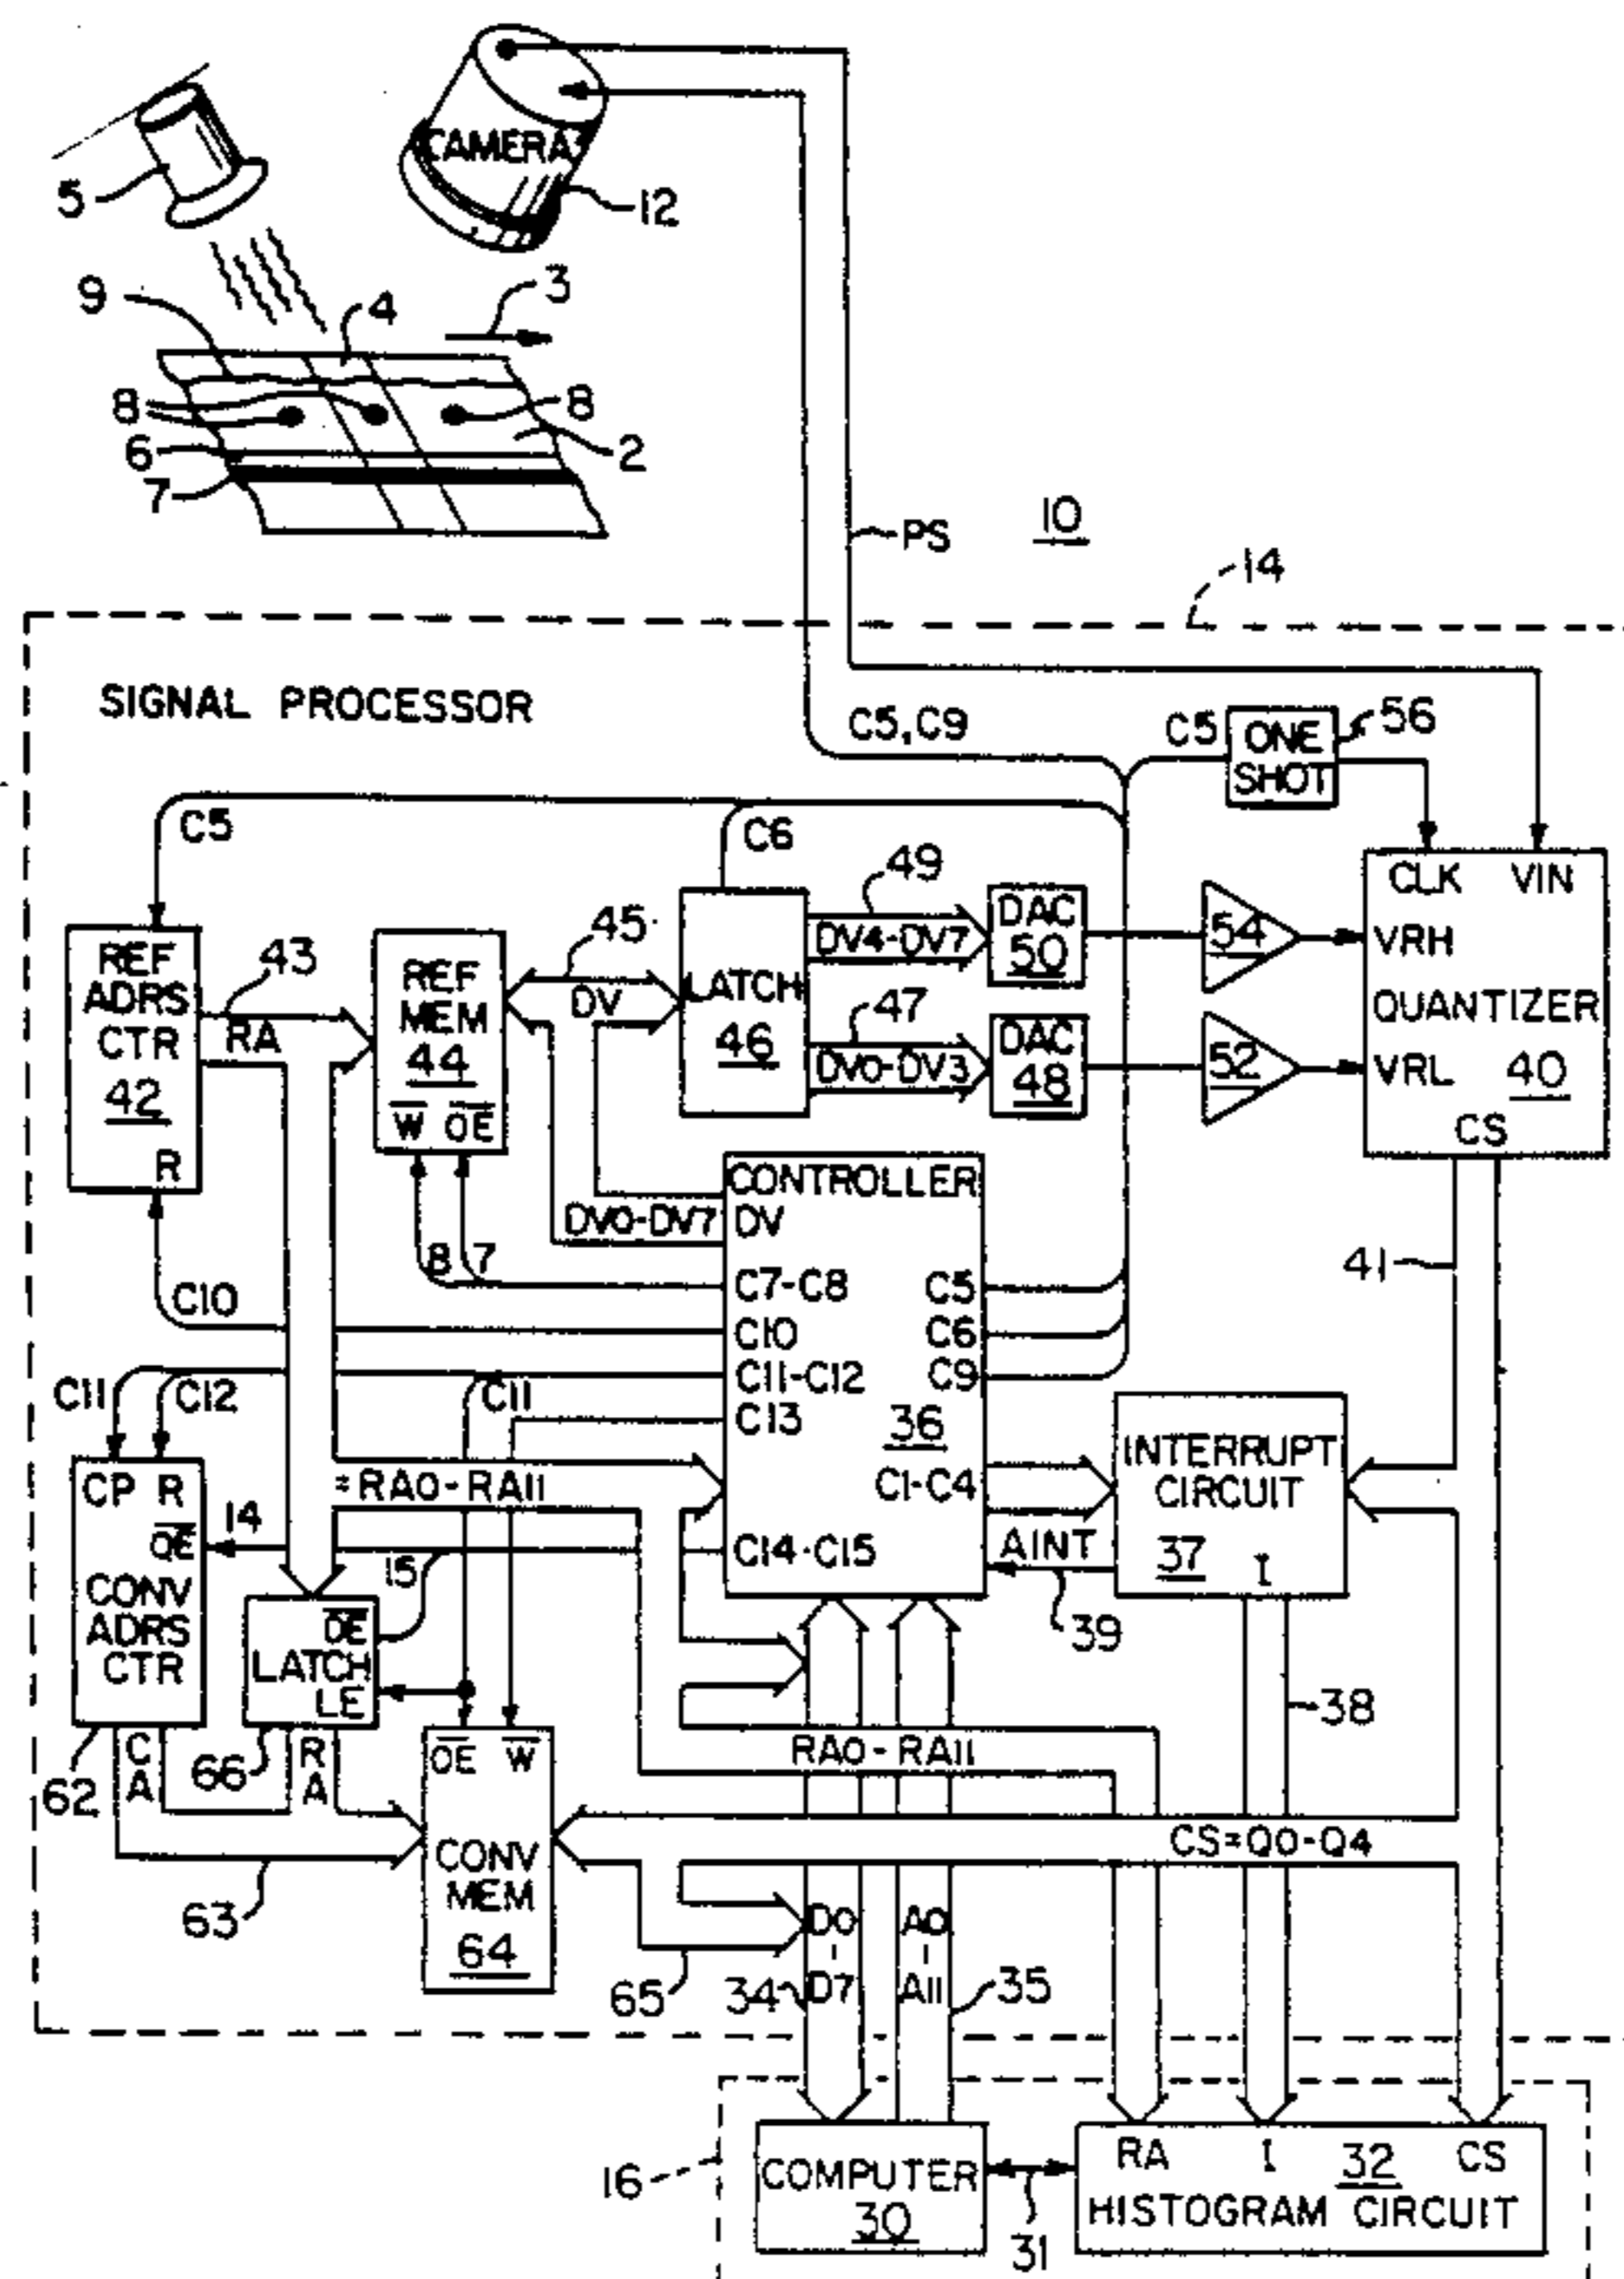 CAMERA
5
12
9
4
3
8
8
6
2
7
PS
10
14
SIGNAL PROCESSOR
C5,C9
C5
ONE
SHOT
56
C5
C6
49
45
CLK VIN
REF
ADRS
CTR
42
R
43
RA
REF
MEM
44
W OE
DV
LATCH
46
DV4-DV7
DAC
50
54
VRH
QUANTIZER
47
DV0-DV3
DAC
48
52
VRL
40
CS
CONTROLLER
DV0-DV7
DV
8 7
C7-C8
C5
41
C10
C10
C6
C11
C12
C11
C11-C12
C9
C13
36
CP R
=RA0-RA11
C1-C4
INTERRUPT
CIRCUIT
37
I
14
OE
15
C14-C15
AINT
39
CONV
ADRS
CTR
OE
LATCH
LE
38
62
C
A
66
R
A
OE W
RA0-RA11
CONV
MEM
64
CS=Q0-Q4
63
65
34
D0
-
D7
A0
-
A11
35
16
COMPUTER
30
31
RA I 32 CS
HISTOGRAM CIRCUIT